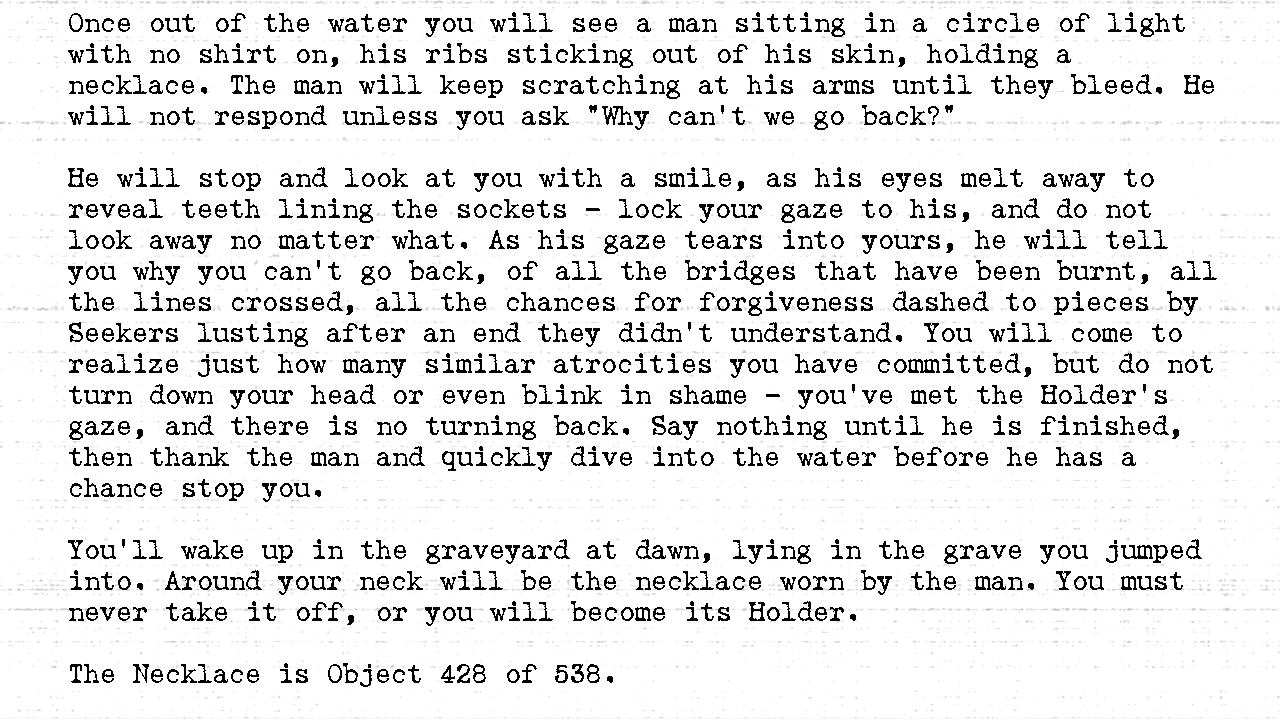 Once out of the water you will see a man sitting in a circle of light
with no shirt on, his ribs sticking out of his skin, holding a
necklace. The man will keep scratching at his arms until they bleed. He
will not respond unless you ask "Why can't we go back?"

He will stop and look at you with a smile, as his eyes melt away to
reveal teeth lining the sockets - lock your gaze to his, and do not
look away no matter what. As his gaze tears into yours, he will tell
you why you can't go back, of all the bridges that have been burnt, all
the lines crossed, all the chances for forgiveness dashed to pieces by
Seekers lusting after an end they didn't understand. You will come to
realize just how many similar atrocities you have committed, but do not
turn down your head or even blink in shame - you've met the Holder's
gaze, and there is no turning back. Say nothing until he is finished,
then thank the man and quickly dive into the water before he has a
chance stop you.

You'll wake up in the graveyard at dawn, lying in the grave you jumped
into. Around your neck will be the necklace worn by the man. You must
never take it off, or you will become its Holder.

The Necklace is Object 428 of 538.